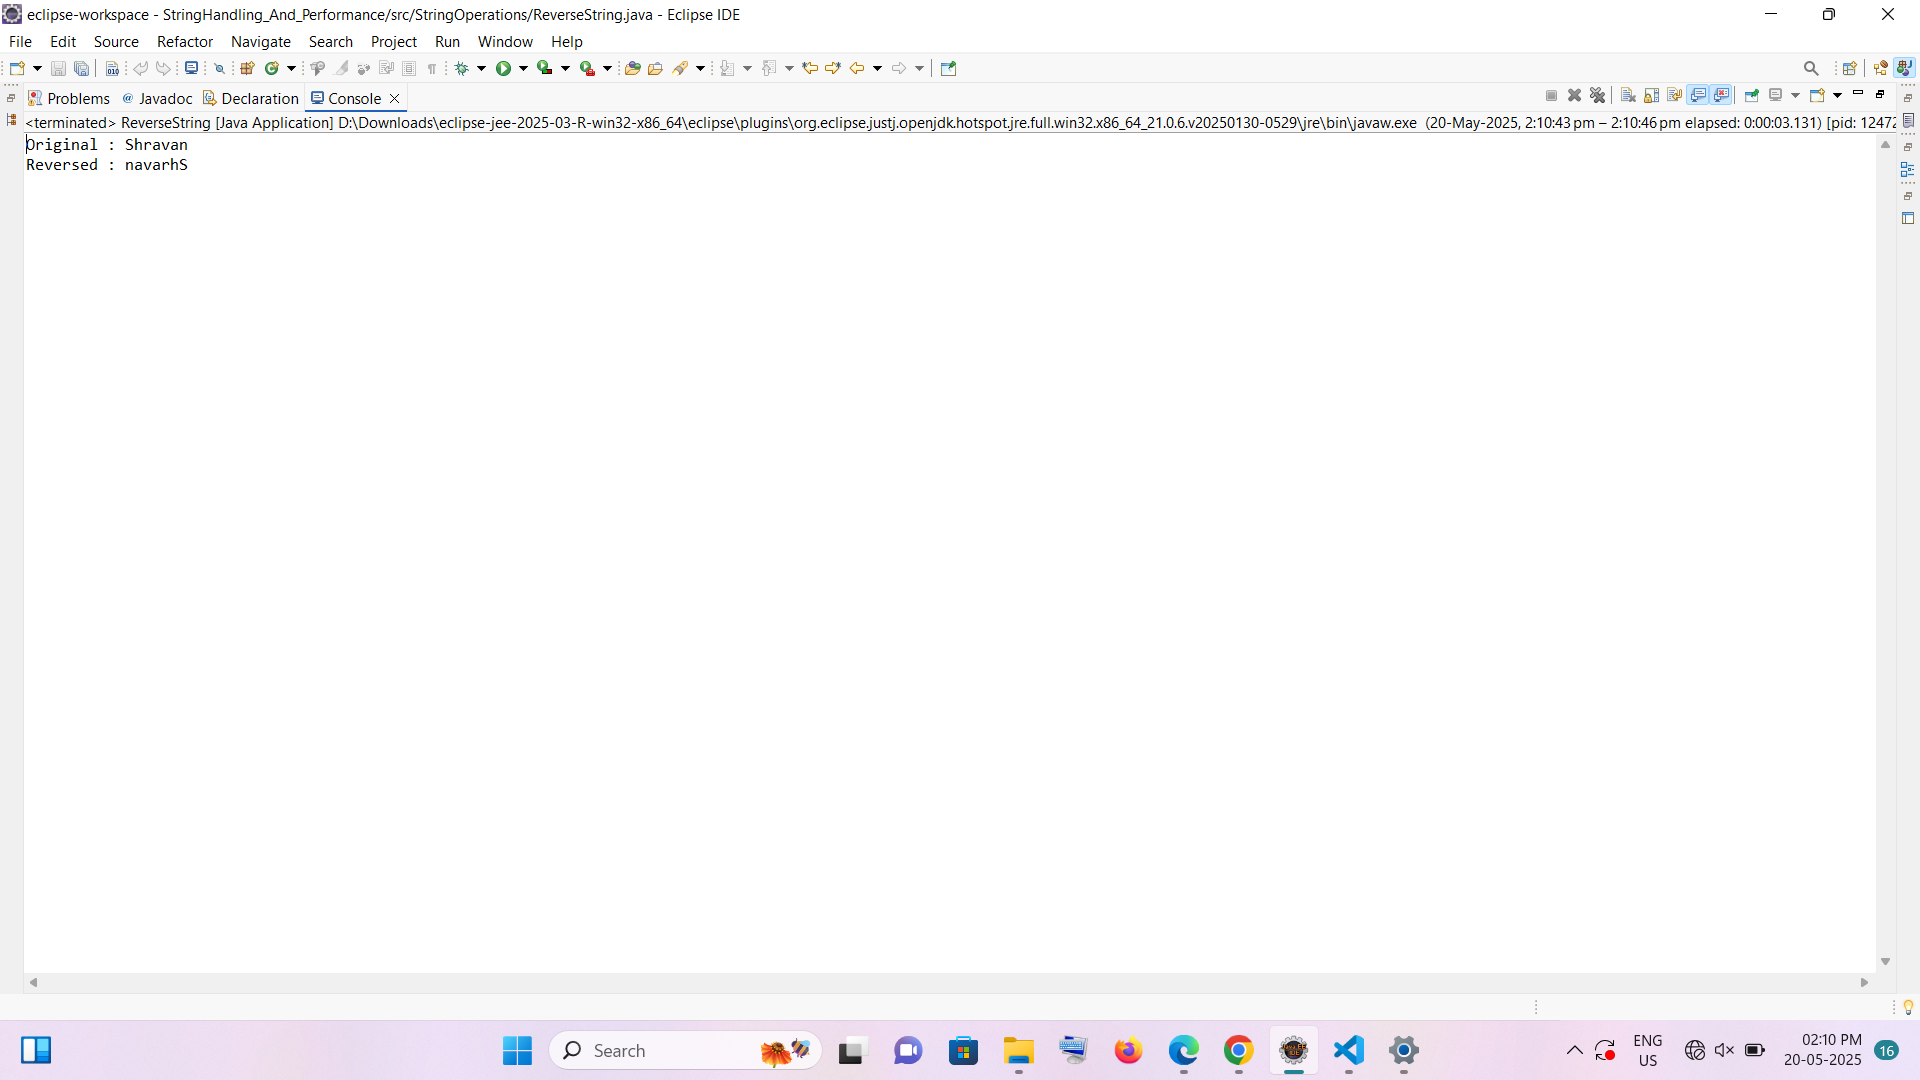 eclipse-workspace - StringHandling_And_Performance/src/StringOperations/ReverseString.java - Eclipse IDE
File Edit Source Refactor Navigate Search Project Run Window Help
Problems @ Javadoc Declaration Console
<terminated> ReverseString [Java Application] D:\Downloads\eclipse-jee-2025-03-R-win32-x86_64\eclipse\plugins\org.eclipse.justj.openjdk.hotspot.jre.full.win32.x86_64_21.0.6.v20250130-0529\jre\bin\javaw.exe (20-May-2025, 2:10:43 pm – 2:10:46 pm elapsed: 0:00:03.131) [pid: 12472
Original : Shravan
Reversed : navarhS
Search
ENG
US
02:10 PM
20-05-2025
16